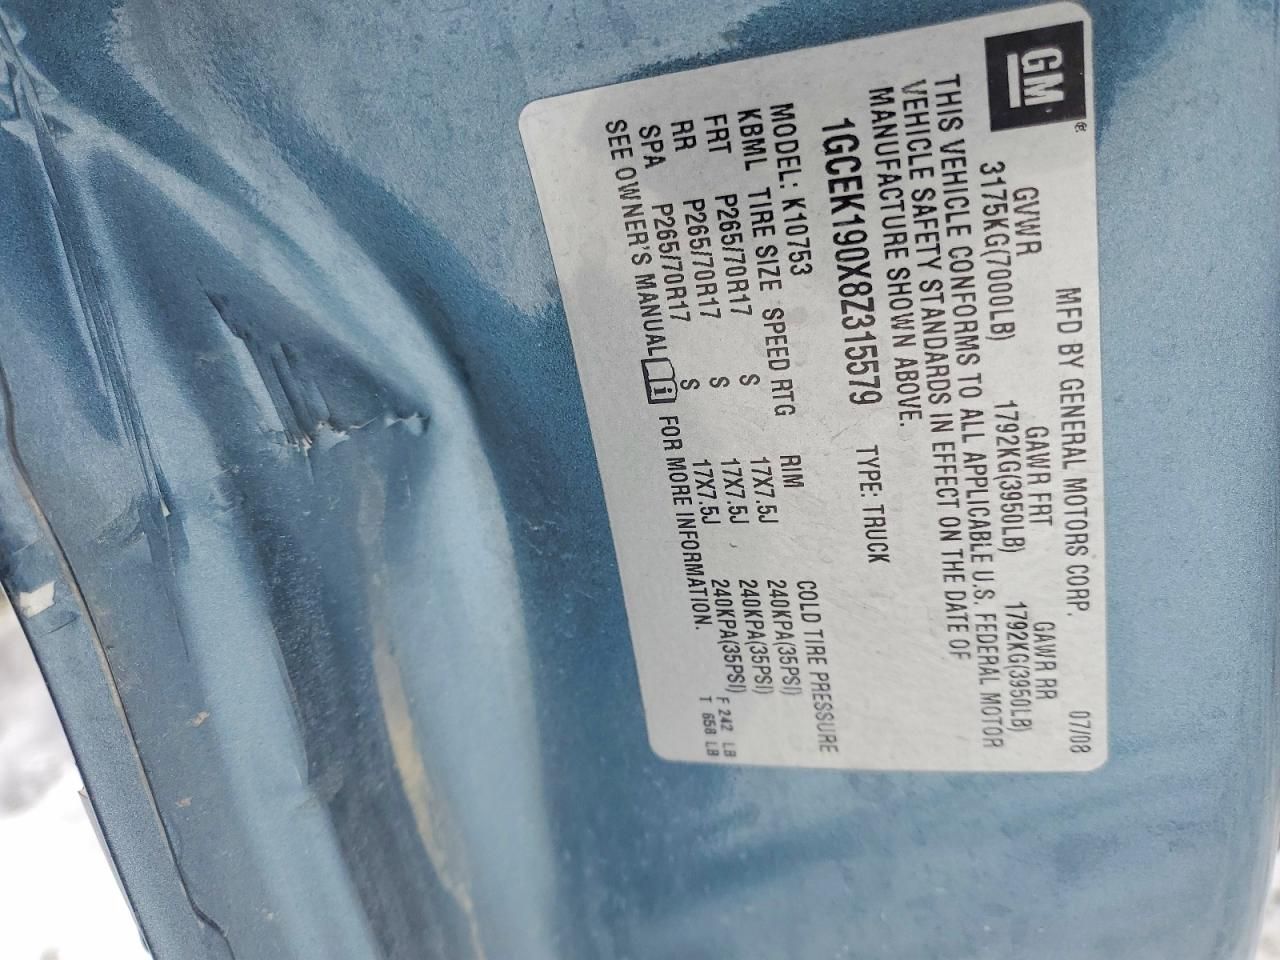 GM®
MFD BY GENERAL MOTORS CORP. 07/08
GVWR GAWR FRT GAWR RR
3175KG(7000LB) 1792KG(3950LB) 1792KG(3950LB)
THIS VEHICLE CONFORMS TO ALL APPLICABLE U.S. FEDERAL MOTOR
VEHICLE SAFETY STANDARDS IN EFFECT ON THE DATE OF
MANUFACTURE SHOWN ABOVE.
1GCEK190X8Z315579 TYPE: TRUCK
MODEL: K10753
KBML TIRE SIZE SPEED RTG RIM COLD TIRE PRESSURE
FRT P265/70R17 S 17X7.5J 240KPA(35PSI)
RR P265/70R17 S 17X7.5J 240KPA(35PSI)
SPA P265/70R17 S 17X7.5J 240KPA(35PSI)
SEE OWNER'S MANUAL i FOR MORE INFORMATION.
F 242 LB
T 658 LB